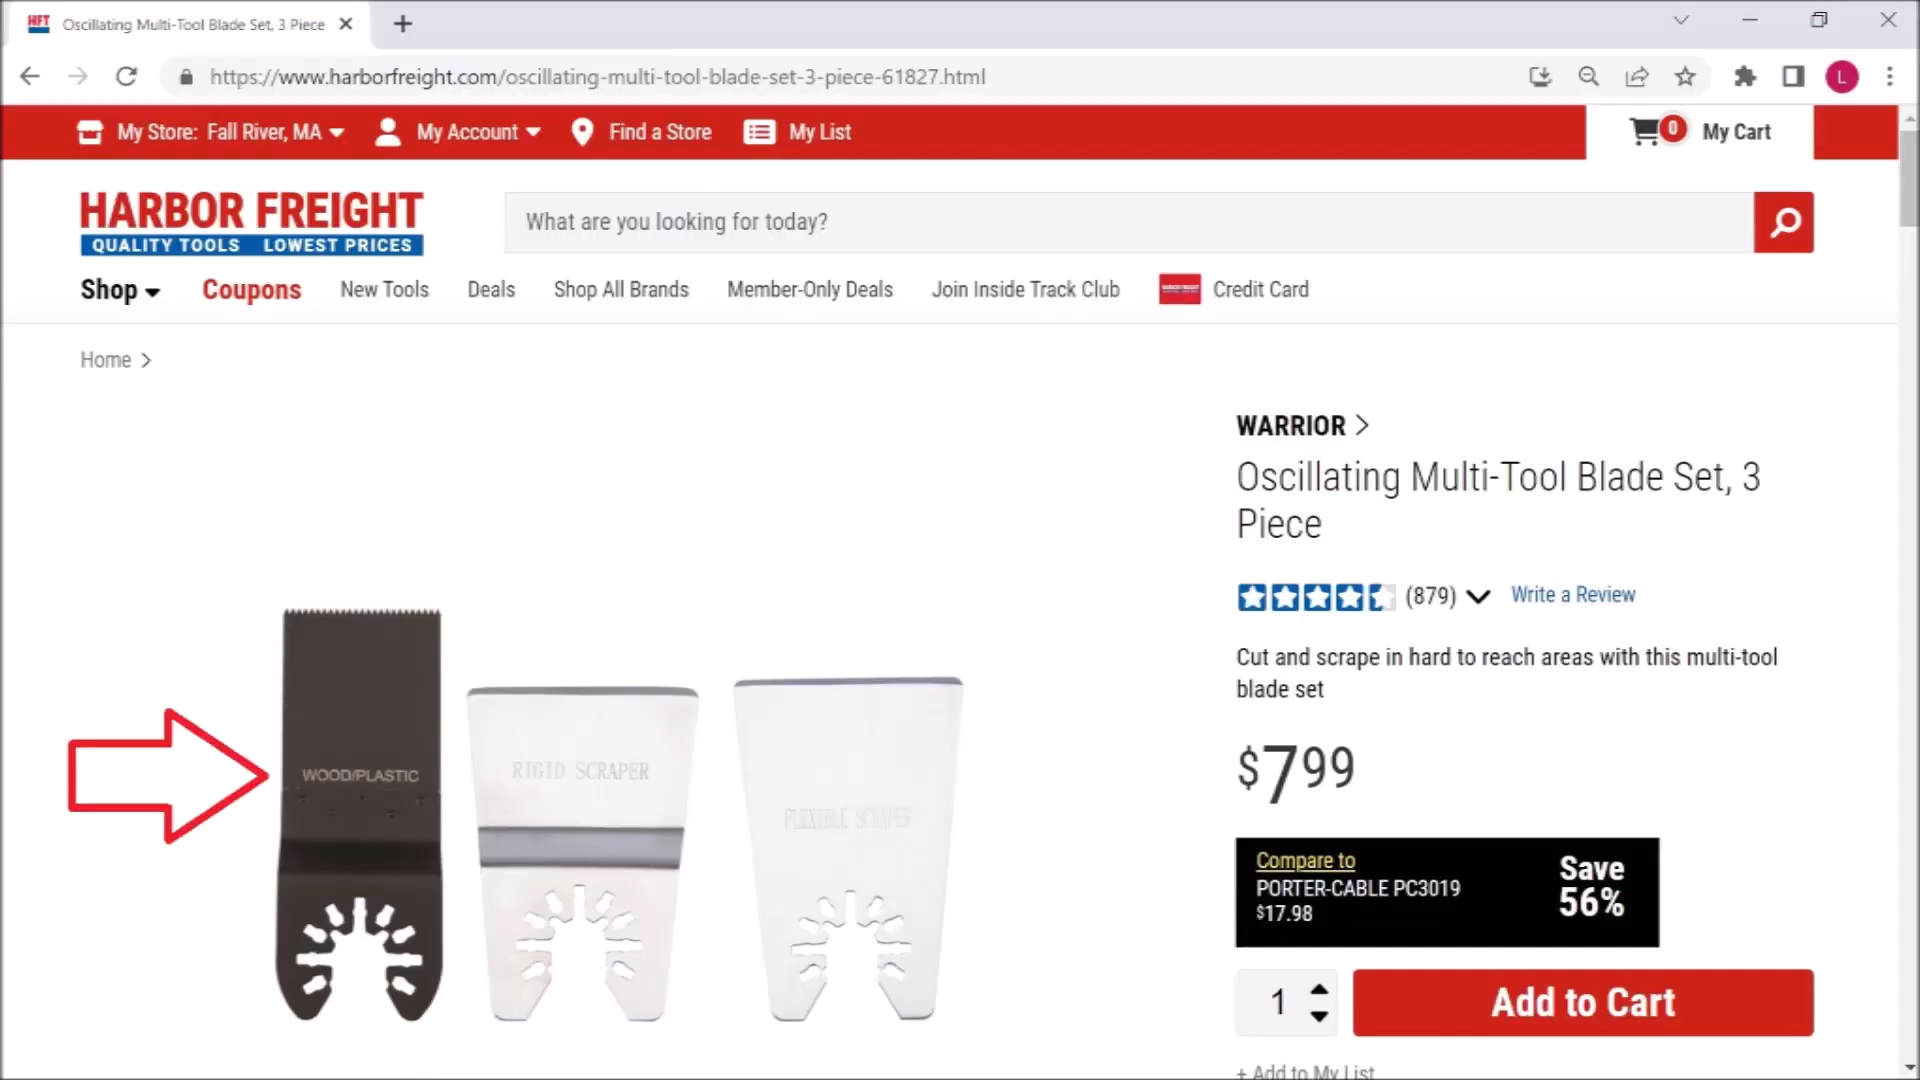 HFT Oscillating Multi-Tool Blade Set, 3 Piece
https://www.harborfreight.com/oscillating-multi-tool-blade-set-3-piece-61827.html
L
My Store: Fall River, MA My Account Find a Store My List 0 My Cart
HARBOR FREIGHT
QUALITY TOOLS LOWEST PRICES
What are you looking for today?
Shop Coupons New Tools Deals Shop All Brands Member-Only Deals Join Inside Track Club Credit Card
Home
WARRIOR
Oscillating Multi-Tool Blade Set, 3
Piece
(879) Write a Review
Cut and scrape in hard to reach areas with this multi-tool
blade set
$799
WOOD/PLASTIC
RIGID SCRAPER
FLEXIBLE SCRAPER
Compare to
PORTER-CABLE PC3019
$17.98
Save
56%
1
Add to Cart
+ Add to My List